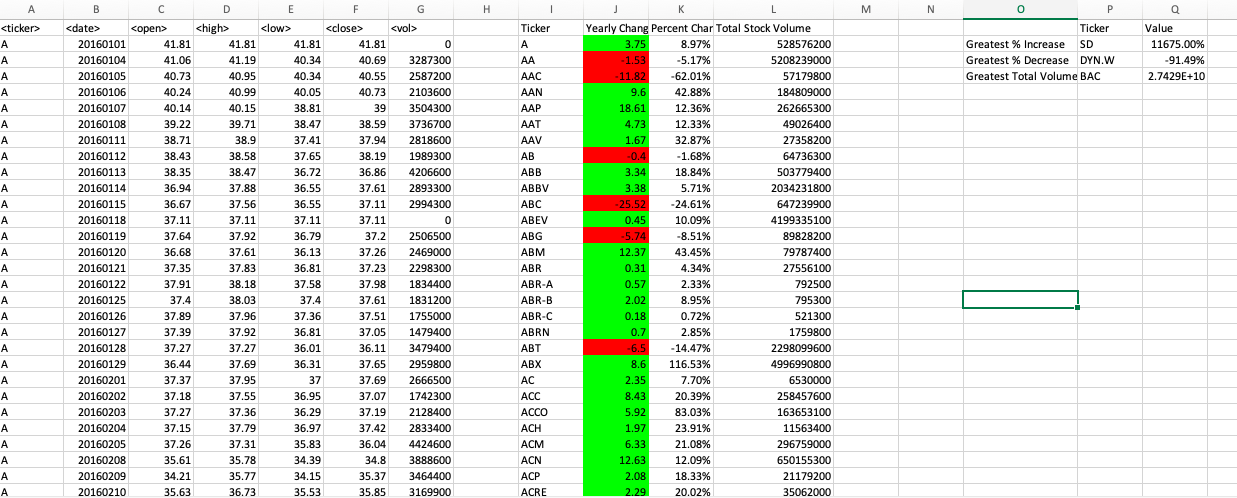 A B C D E F G H I J K L M N O P Q
<ticker> <date> <open> <high> <low> <close> <vol> Ticker Yearly Chang Percent Char Total Stock Volume Ticker Value
A 20160101 41.81 41.81 41.81 41.81 0 A 3.75 8.97% 528576200 Greatest % Increase SD 11675.00%
A 20160104 41.06 41.19 40.34 40.69 3287300 AA -1.53 -5.17% 5208239000 Greatest % Decrease DYN.W -91.49%
A 20160105 40.73 40.95 40.34 40.55 2587200 AAC -11.82 -62.01% 57179800 Greatest Total Volume BAC 2.7429E+10
A 20160106 40.24 40.99 40.05 40.73 2103600 AAN 9.6 42.88% 184809000
A 20160107 40.14 40.15 38.81 39 3504300 AAP 18.61 12.36% 262665300
A 20160108 39.22 39.71 38.47 38.59 3736700 AAT 4.73 12.33% 49026400
A 20160111 38.71 38.9 37.41 37.94 2818600 AAV 1.67 32.87% 27358200
A 20160112 38.43 38.58 37.65 38.19 1989300 AB -0.4 -1.68% 64736300
A 20160113 38.35 38.47 36.72 36.86 4206600 ABB 3.34 18.84% 503779400
A 20160114 36.94 37.88 36.55 37.61 2893300 ABBV 3.38 5.71% 2034231800
A 20160115 36.67 37.56 36.55 37.11 2994300 ABC -25.52 -24.61% 647239900
A 20160118 37.11 37.11 37.11 37.11 0 ABEV 0.45 10.09% 4199335100
A 20160119 37.64 37.92 36.79 37.2 2506500 ABG -5.74 -8.51% 89828200
A 20160120 36.68 37.61 36.13 37.26 2469000 ABM 12.37 43.45% 79787400
A 20160121 37.35 37.83 36.81 37.23 2298300 ABR 0.31 4.34% 27556100
A 20160122 37.91 38.18 37.58 37.98 1834400 ABR-A 0.57 2.33% 792500
A 20160125 37.4 38.03 37.4 37.61 1831200 ABR-B 2.02 8.95% 795300
A 20160126 37.89 37.96 37.36 37.51 1755000 ABR-C 0.18 0.72% 521300
A 20160127 37.39 37.92 36.81 37.05 1479400 ABRN 0.7 2.85% 1759800
A 20160128 37.27 37.27 36.01 36.11 3479400 ABT -6.5 -14.47% 2298099600
A 20160129 36.44 37.69 36.31 37.65 2959800 ABX 8.6 116.53% 4996990800
A 20160201 37.37 37.95 37 37.69 2666500 AC 2.35 7.70% 6530000
A 20160202 37.18 37.55 36.95 37.07 1742300 ACC 8.43 20.39% 258457600
A 20160203 37.27 37.36 36.29 37.19 2128400 ACCO 5.92 83.03% 163653100
A 20160204 37.15 37.79 36.97 37.42 2833400 ACH 1.97 23.91% 11563400
A 20160205 37.26 37.31 35.83 36.04 4424600 ACM 6.33 21.08% 296759000
A 20160208 35.61 35.78 34.39 34.8 3888600 ACN 12.63 12.09% 650155300
A 20160209 34.21 35.77 34.15 35.37 3464400 ACP 2.08 18.33% 21179200
A 20160210 35.63 36.73 35.53 35.85 3169900 ACRE 2.29 20.02% 35062000